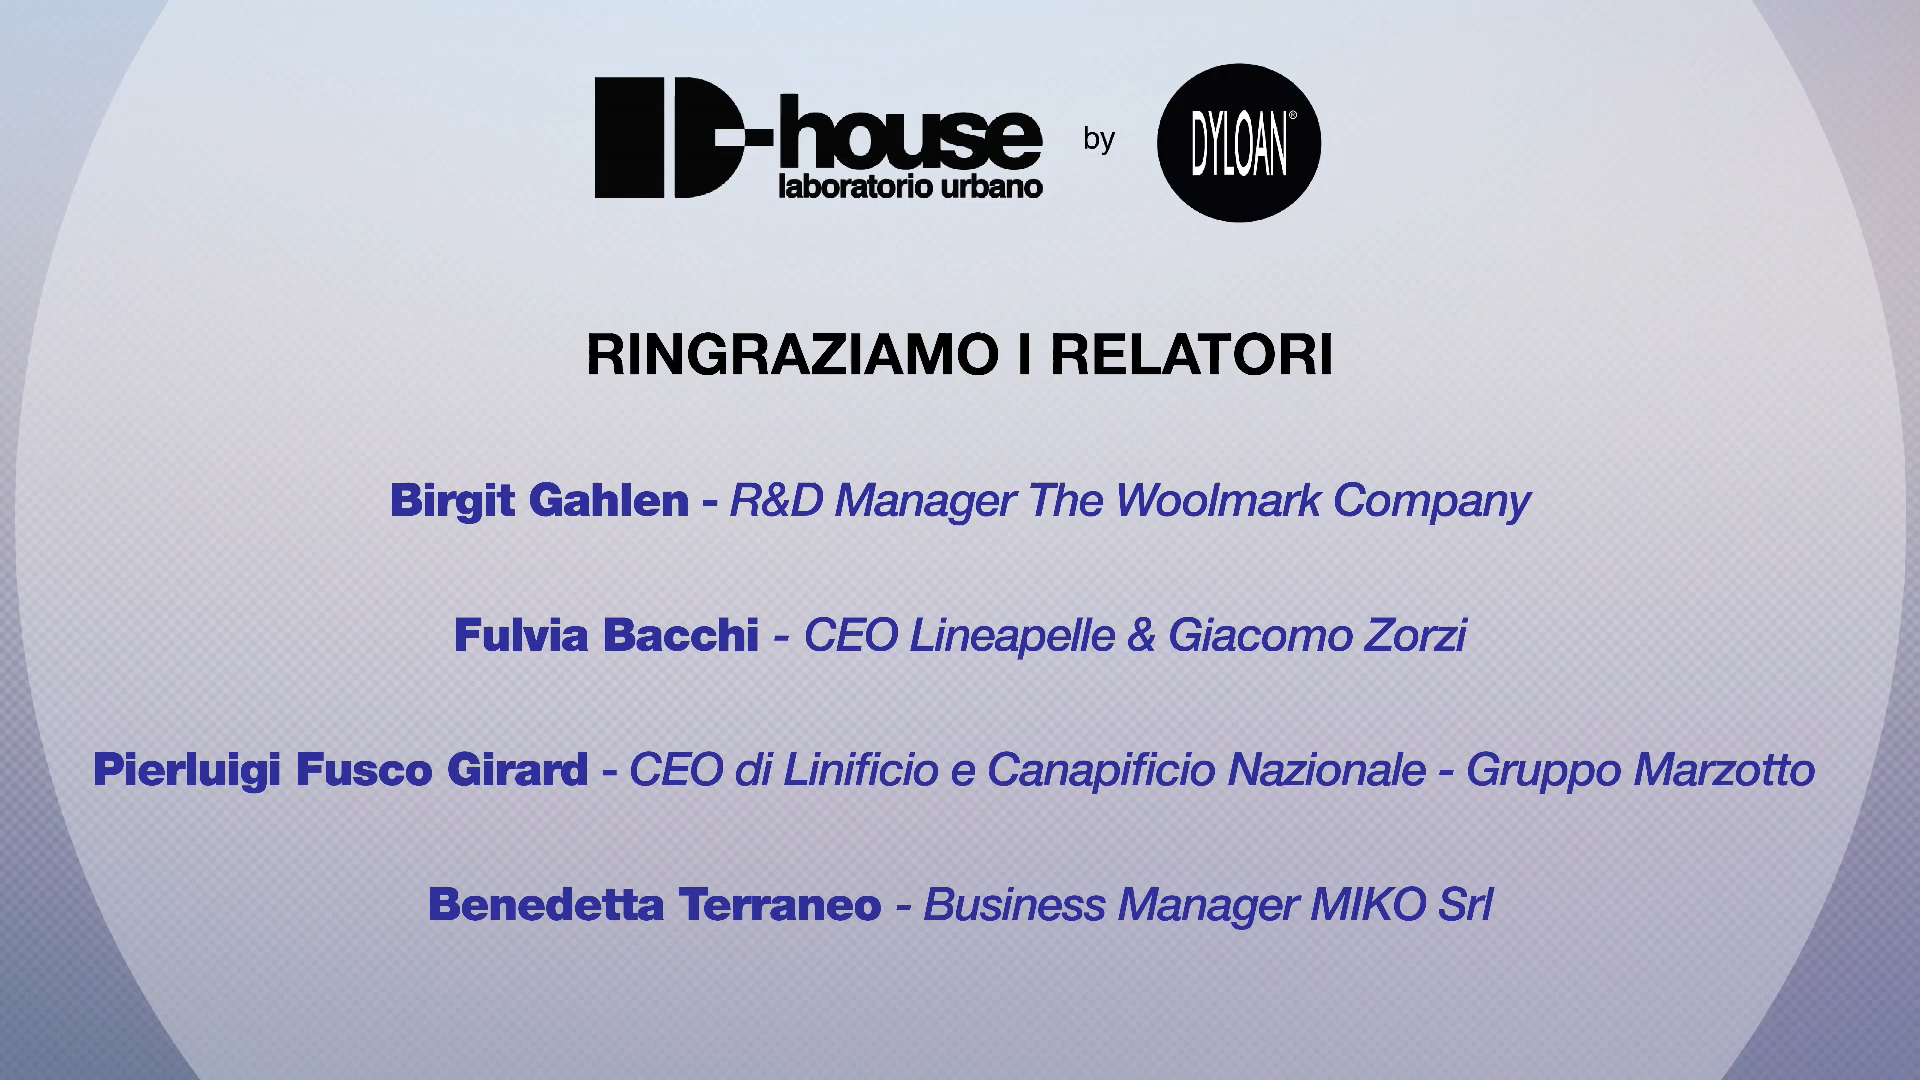 D-house by DYLOAN®
laboratorio urbano
RINGRAZIAMO I RELATORI
Birgit Gahlen - R&D Manager The Woolmark Company
Fulvia Bacchi - CEO Lineapelle & Giacomo Zorzi
Pierluigi Fusco Girard - CEO di Linificio e Canapificio Nazionale - Gruppo Marzotto
Benedetta Terraneo - Business Manager MIKO Srl